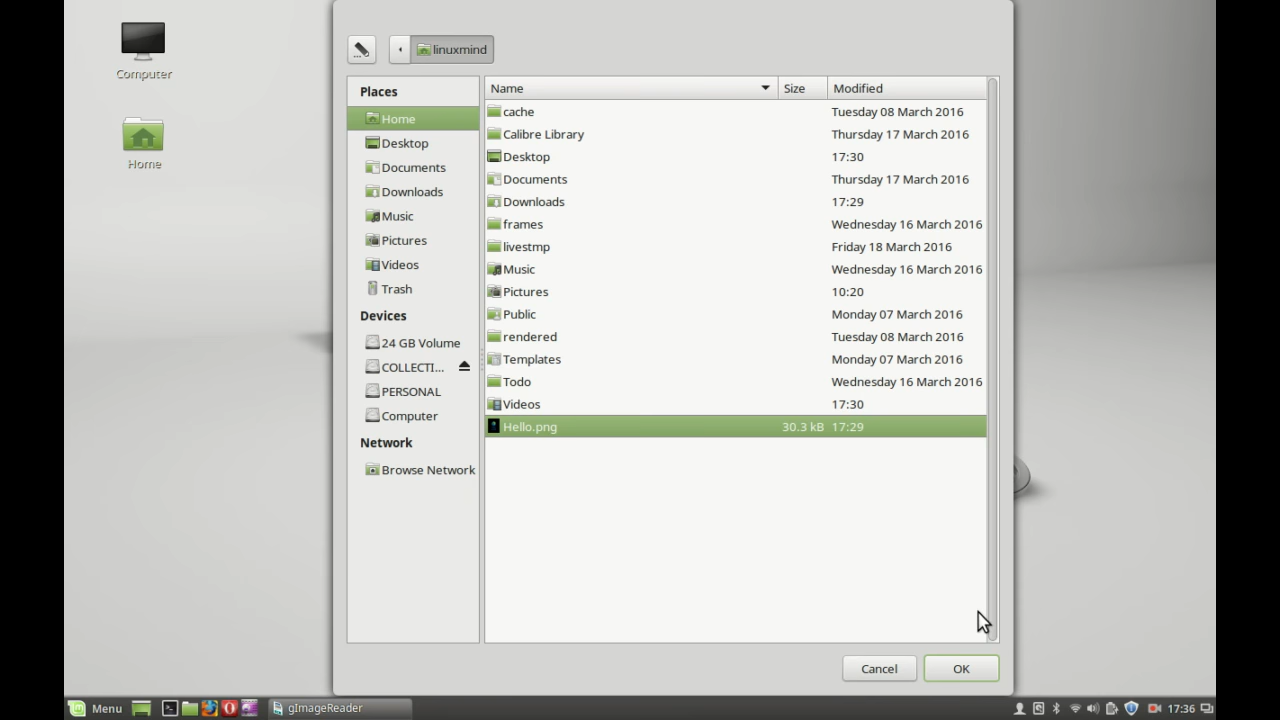 Computer
Home
linuxmind
Places
Home
Desktop
Documents
Downloads
Music
Pictures
Videos
Trash
Devices
24 GB Volume
COLLECTI...
PERSONAL
Computer
Network
Browse Network
Name Size Modified
cache Tuesday 08 March 2016
Calibre Library Thursday 17 March 2016
Desktop 17:30
Documents Thursday 17 March 2016
Downloads 17:29
frames Wednesday 16 March 2016
livestmp Friday 18 March 2016
Music Wednesday 16 March 2016
Pictures 10:20
Public Monday 07 March 2016
rendered Tuesday 08 March 2016
Templates Monday 07 March 2016
Todo Wednesday 16 March 2016
Videos 17:30
Hello.png 30.3 kB 17:29
Cancel OK
Menu gImageReader 17:36